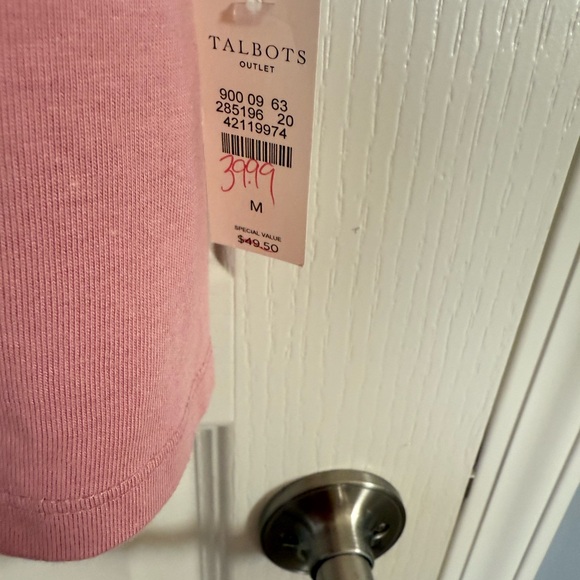 TALBOTS
OUTLET
900 09 63
285196 20
42119974
39.99
M
SPECIAL VALUE
$49.50